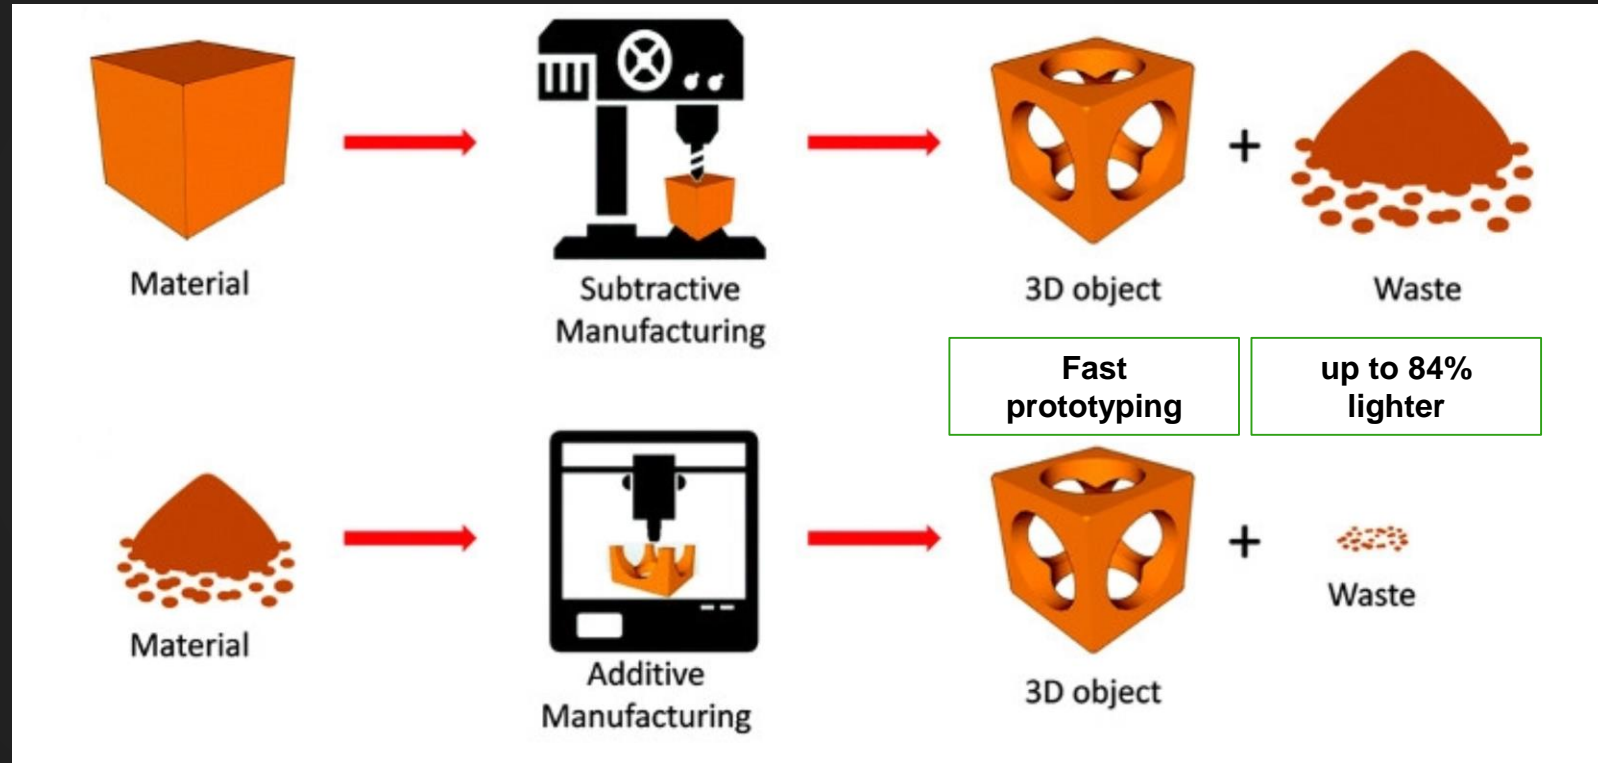 Material
Subtractive
Manufacturing
3D object
+
Waste
Fast
prototyping
up to 84%
lighter
Material
Additive
Manufacturing
3D object
+
Waste